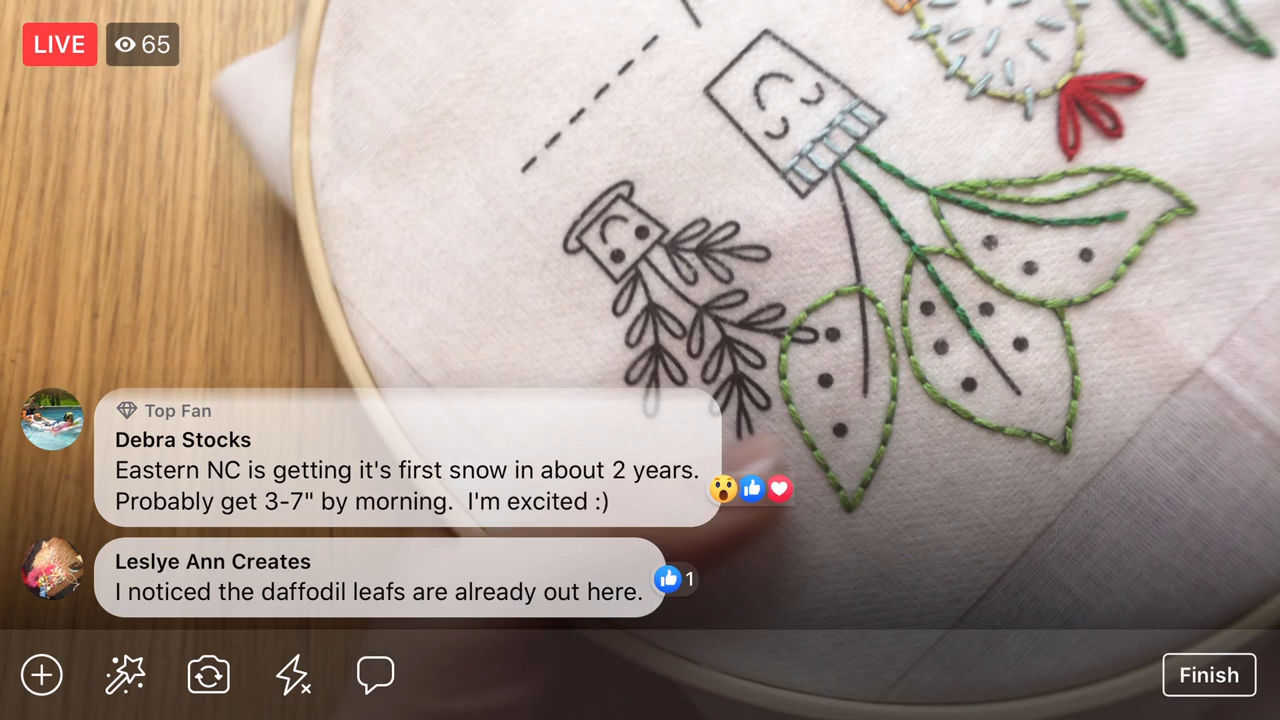 LIVE
65
Top Fan
Debra Stocks
Eastern NC is getting it's first snow in about 2 years.
Probably get 3-7" by morning.  I'm excited :)
Leslye Ann Creates
I noticed the daffodil leafs are already out here.
1
Finish